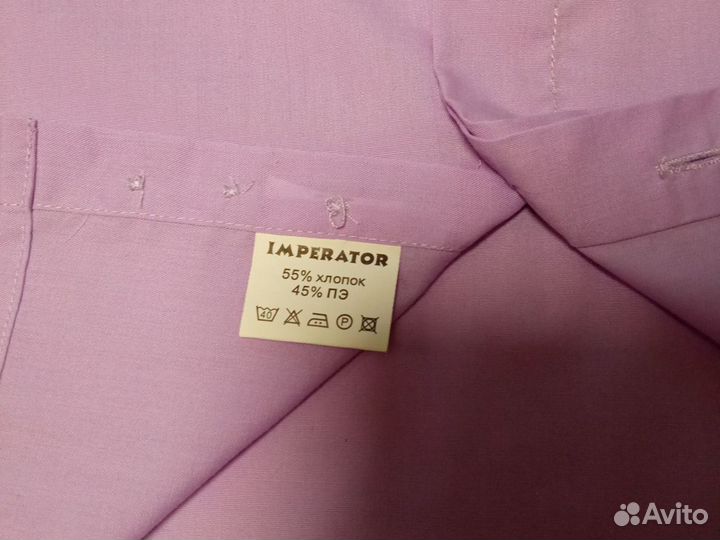 IMPERATOR
55% хлопок
45% ПЭ
40 P
Avito